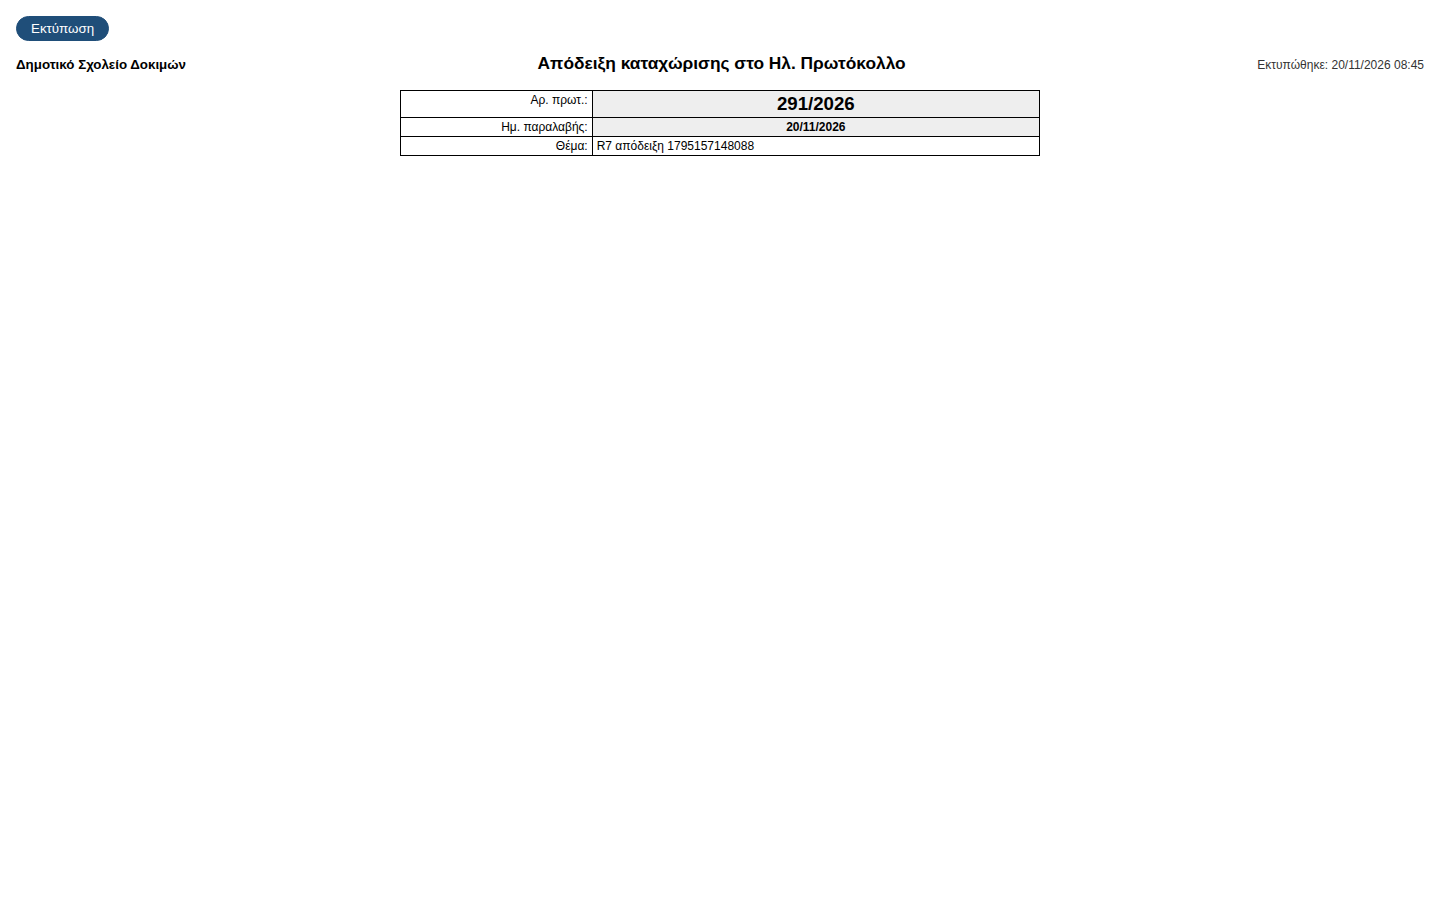 Εκτύπωση
Δημοτικό Σχολείο Δοκιμών
Απόδειξη καταχώρισης στο Ηλ. Πρωτόκολλο
Εκτυπώθηκε: 20/11/2026 08:45
Αρ. πρωτ.: 291/2026
Ημ. παραλαβής: 20/11/2026
Θέμα: R7 απόδειξη 1795157148088